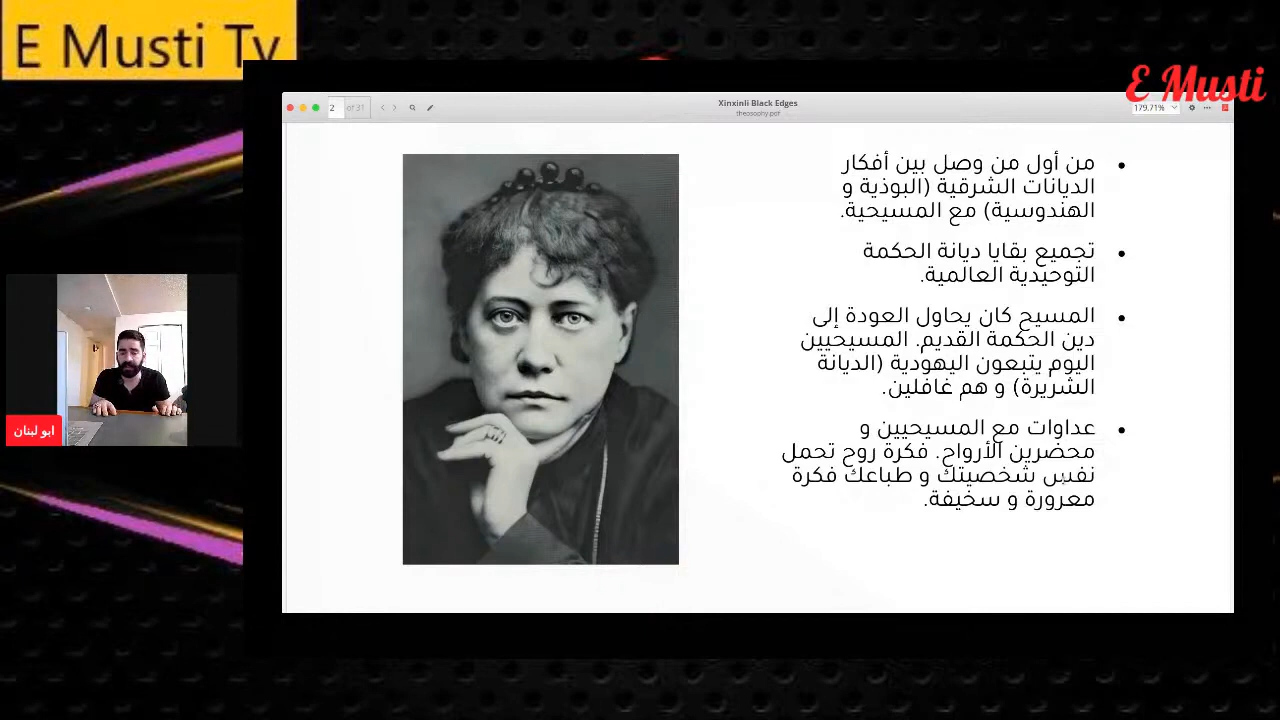 E Musti Tv
E Musti
2 of 31
Xinxinli Black Edges
theosophy.pdf
179.71%
من أول من وصل بين أفكار
الديانات الشرقية (البوذية و
الهندوسية) مع المسيحية.
تجميع بقايا ديانة الحكمة
التوحيدية العالمية.
المسيح كان يحاول العودة إلى
دين الحكمة القديم. المسيحيين
اليوم يتبعون اليهودية (الديانة
الشريرة) و هم غافلين.
عداوات مع المسيحيين و
محضرين الأرواح. فكرة روح تحمل
نفس شخصيتك و طباعك فكرة
معرورة و سخيفة.
ابو لبنان